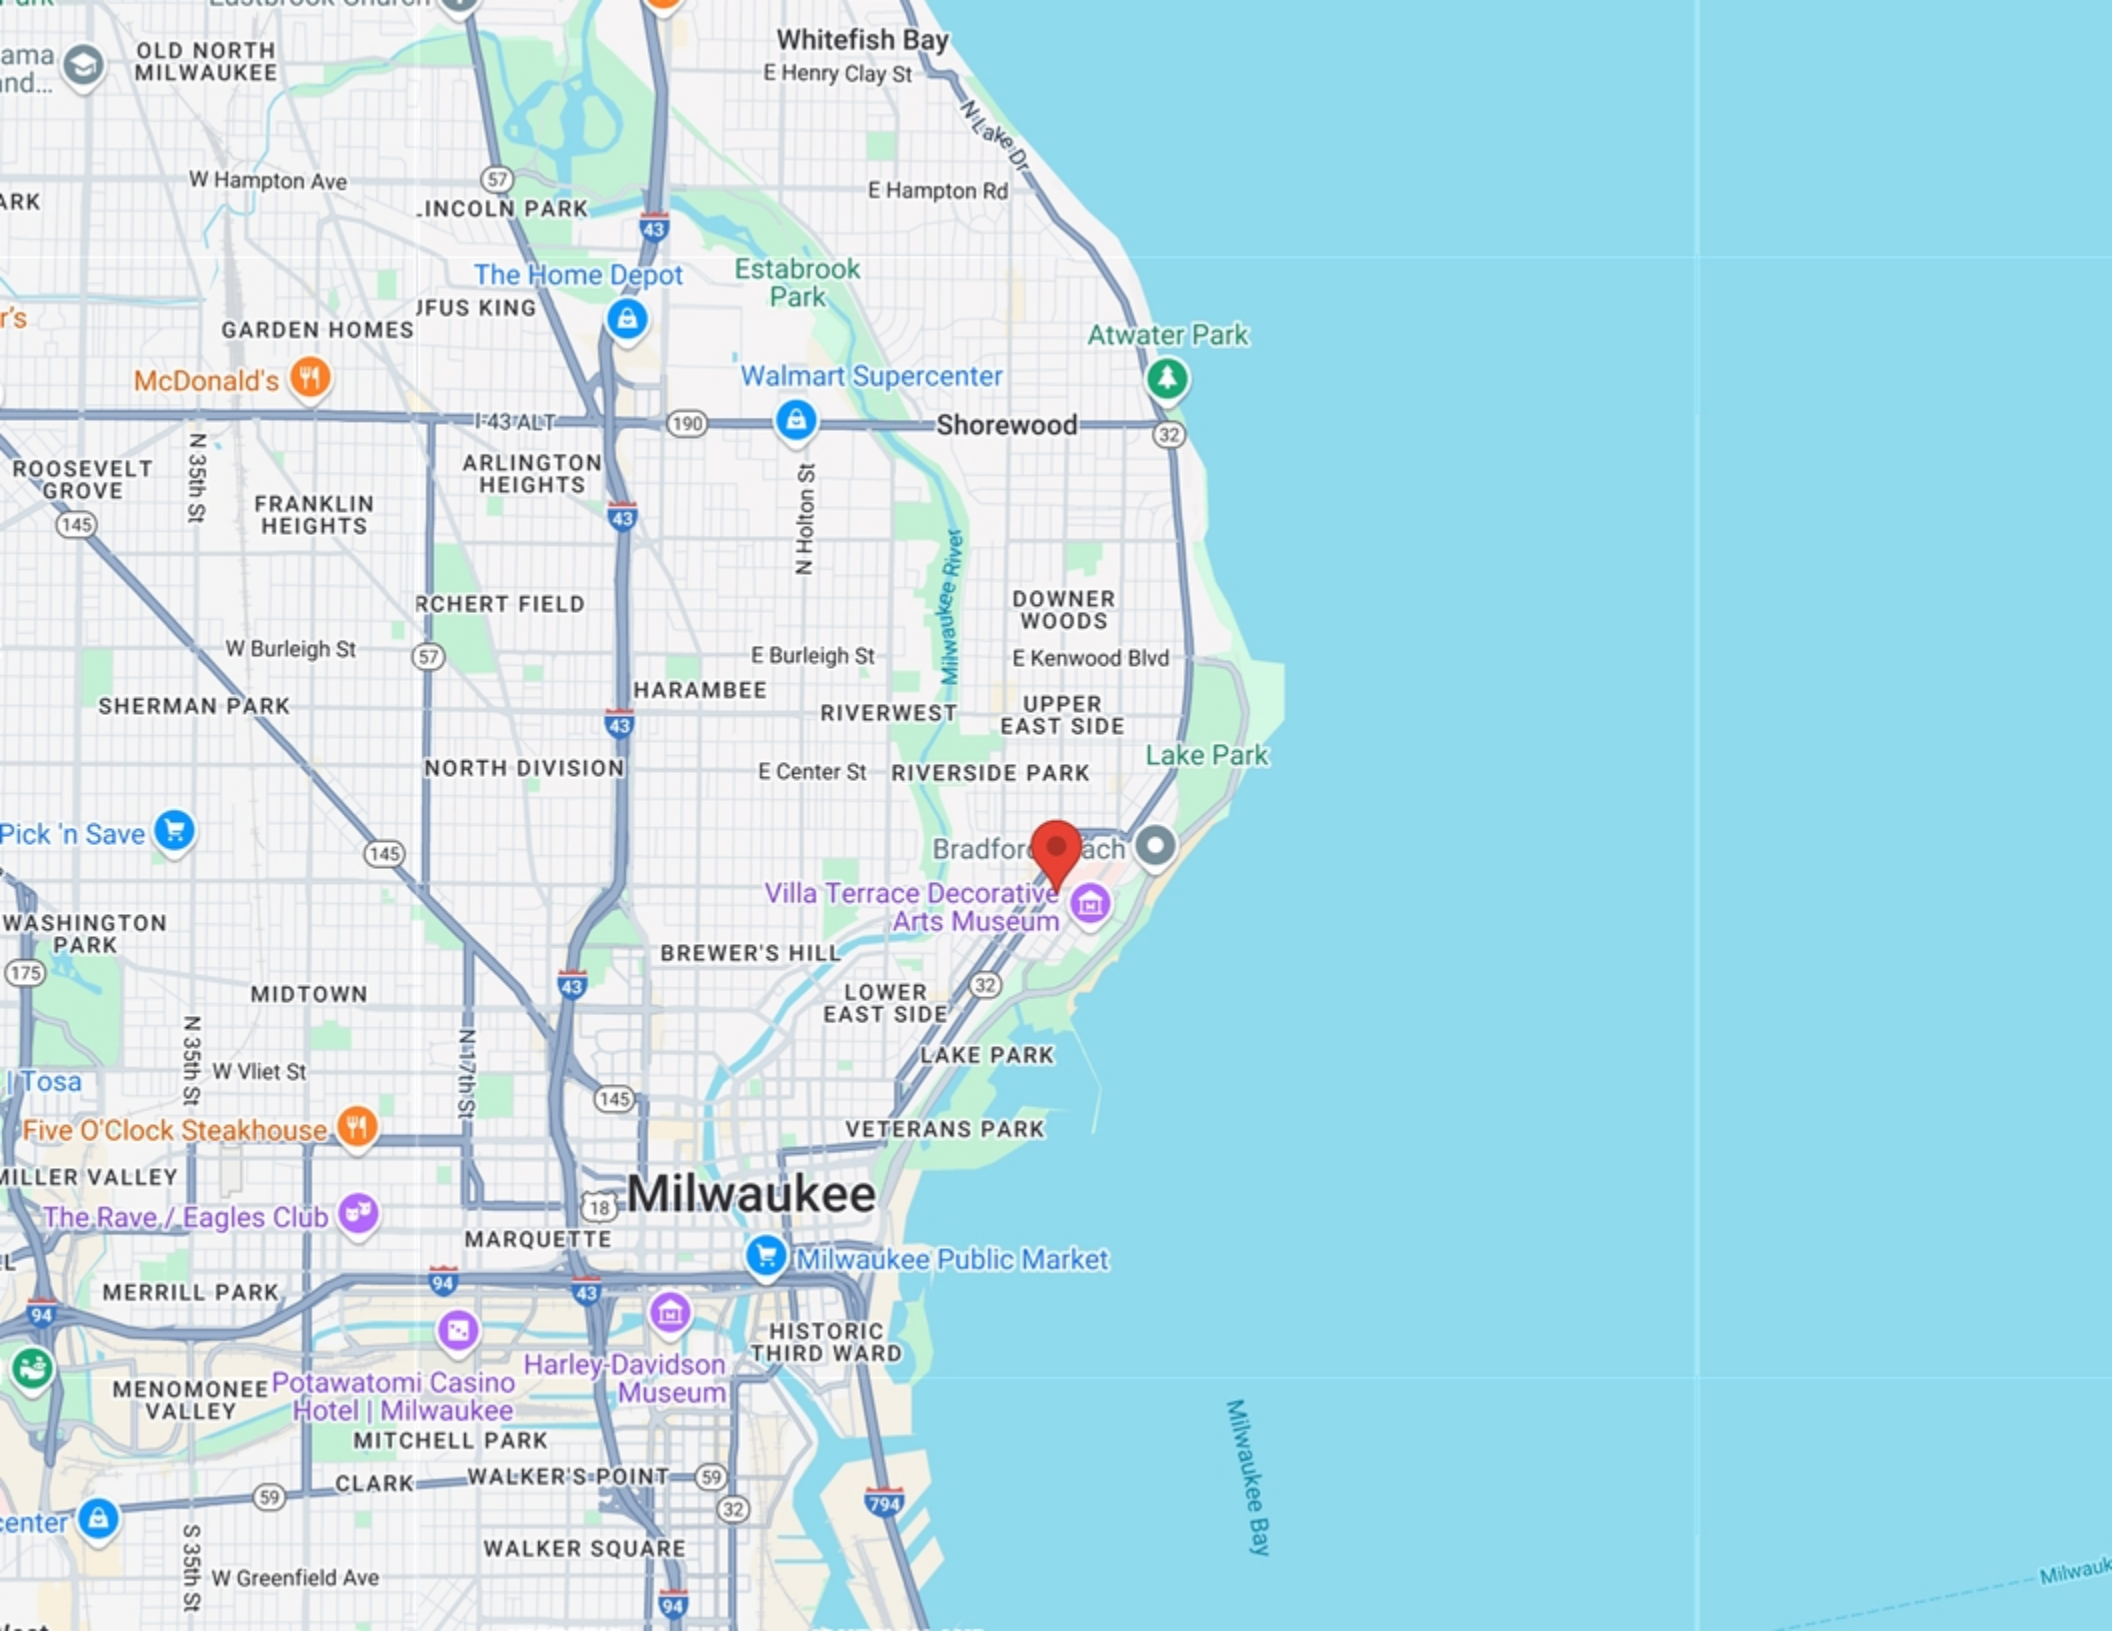 Whitefish Bay
OLD NORTH
MILWAUKEE
E Henry Clay St
N Lake Dr
W Hampton Ave
57
E Hampton Rd
LINCOLN PARK
43
The Home Depot
Estabrook
Park
UFUS KING
GARDEN HOMES
Atwater Park
McDonald's
Walmart Supercenter
I-43 ALT
190
Shorewood
32
N 35th St
ROOSEVELT
GROVE
ARLINGTON
HEIGHTS
FRANKLIN
HEIGHTS
145
43
N Holton St
Milwaukee River
DOWNER
WOODS
RCHERT FIELD
W Burleigh St
57
E Burleigh St
E Kenwood Blvd
HARAMBEE
SHERMAN PARK
43
RIVERWEST
UPPER
EAST SIDE
Lake Park
NORTH DIVISION
E Center St
RIVERSIDE PARK
Pick 'n Save
145
Villa Terrace Decorative
Arts Museum
WASHINGTON
PARK
BREWER'S HILL
175
43
32
MIDTOWN
LOWER
EAST SIDE
N 35th St
N 17th St
LAKE PARK
W Vliet St
| Tosa
145
Five O'Clock Steakhouse
VETERANS PARK
MILLER VALLEY
Milwaukee
18
The Rave / Eagles Club
MARQUETTE
Milwaukee Public Market
94
43
MERRILL PARK
94
HISTORIC
THIRD WARD
Harley-Davidson
Museum
Potawatomi Casino
Hotel | Milwaukee
MENOMONEE
VALLEY
MITCHELL PARK
Milwaukee Bay
CLARK
WALKER'S POINT
59
59
32
794
center
S 35th St
WALKER SQUARE
W Greenfield Ave
94
Milwauk